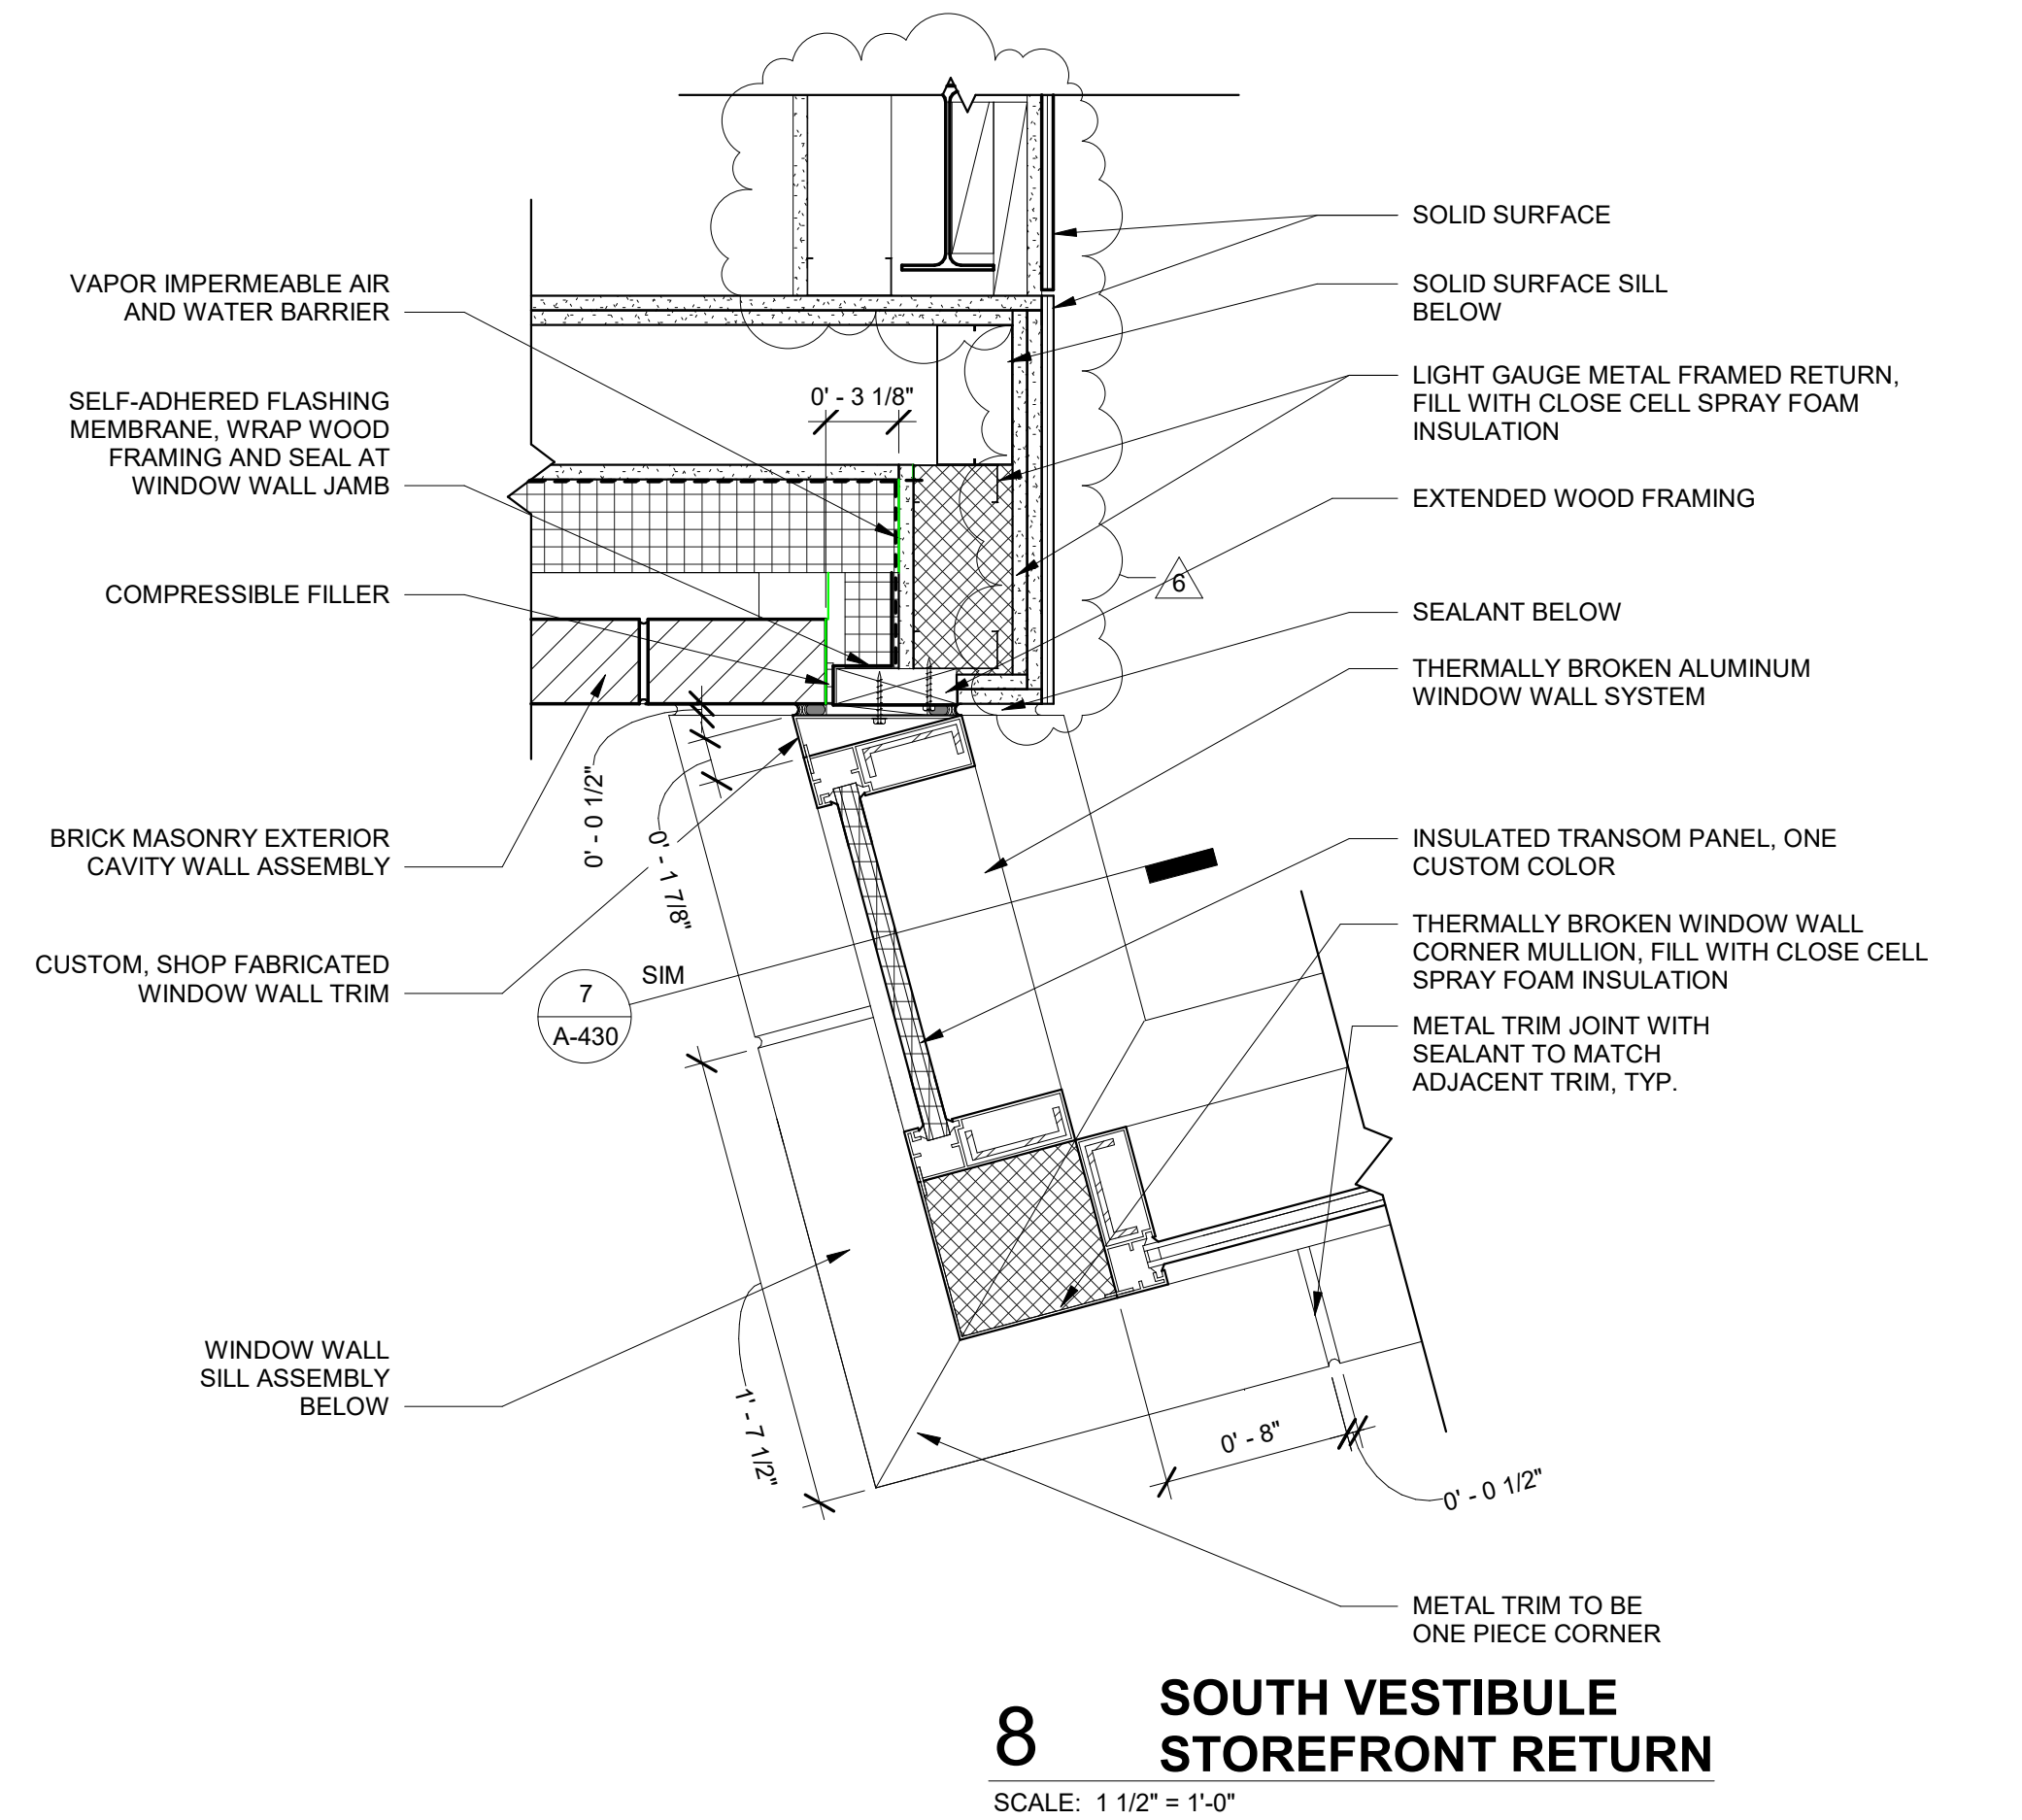 VAPOR IMPERMEABLE AIR
AND WATER BARRIER
SELF-ADHERED FLASHING
MEMBRANE, WRAP WOOD
FRAMING AND SEAL AT
WINDOW WALL JAMB
COMPRESSIBLE FILLER
BRICK MASONRY EXTERIOR
CAVITY WALL ASSEMBLY
CUSTOM, SHOP FABRICATED
WINDOW WALL TRIM
WINDOW WALL
SILL ASSEMBLY
BELOW
0' - 3 1/8"
0' - 0 1/2"
0' - 1 7/8"
7
A-430
SIM
1' - 7 1/2"
0' - 8"
0' - 0 1/2"
6
SOLID SURFACE
SOLID SURFACE SILL
BELOW
LIGHT GAUGE METAL FRAMED RETURN,
FILL WITH CLOSE CELL SPRAY FOAM
INSULATION
EXTENDED WOOD FRAMING
SEALANT BELOW
THERMALLY BROKEN ALUMINUM
WINDOW WALL SYSTEM
INSULATED TRANSOM PANEL, ONE
CUSTOM COLOR
THERMALLY BROKEN WINDOW WALL
CORNER MULLION, FILL WITH CLOSE CELL
SPRAY FOAM INSULATION
METAL TRIM JOINT WITH
SEALANT TO MATCH
ADJACENT TRIM, TYP.
METAL TRIM TO BE
ONE PIECE CORNER
8
SOUTH VESTIBULE
STOREFRONT RETURN
SCALE: 1 1/2" = 1'-0"